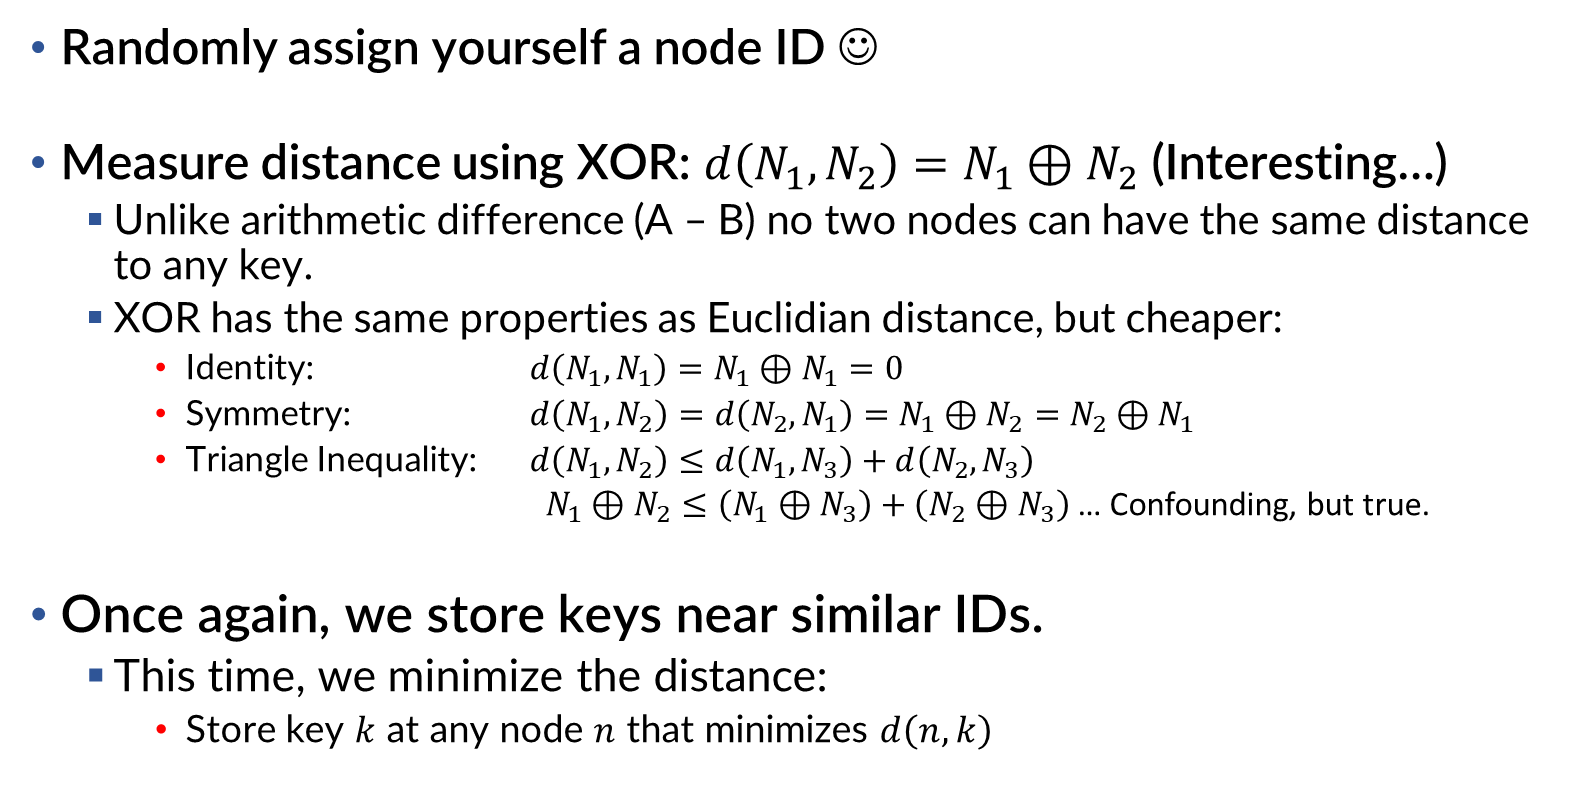 • Randomly assign yourself a node ID ☺
• Measure distance using XOR: d(N₁, N₂) = N₁ ⊕ N₂ (Interesting...)
▪ Unlike arithmetic difference (A – B) no two nodes can have the same distance
to any key.
▪ XOR has the same properties as Euclidian distance, but cheaper:
• Identity: d(N₁, N₁) = N₁ ⊕ N₁ = 0
• Symmetry: d(N₁, N₂) = d(N₂, N₁) = N₁ ⊕ N₂ = N₂ ⊕ N₁
• Triangle Inequality: d(N₁, N₂) ≤ d(N₁, N₃) + d(N₂, N₃)
N₁ ⊕ N₂ ≤ (N₁ ⊕ N₃) + (N₂ ⊕ N₃) ... Confounding, but true.
• Once again, we store keys near similar IDs.
▪ This time, we minimize the distance:
• Store key k at any node n that minimizes d(n, k)